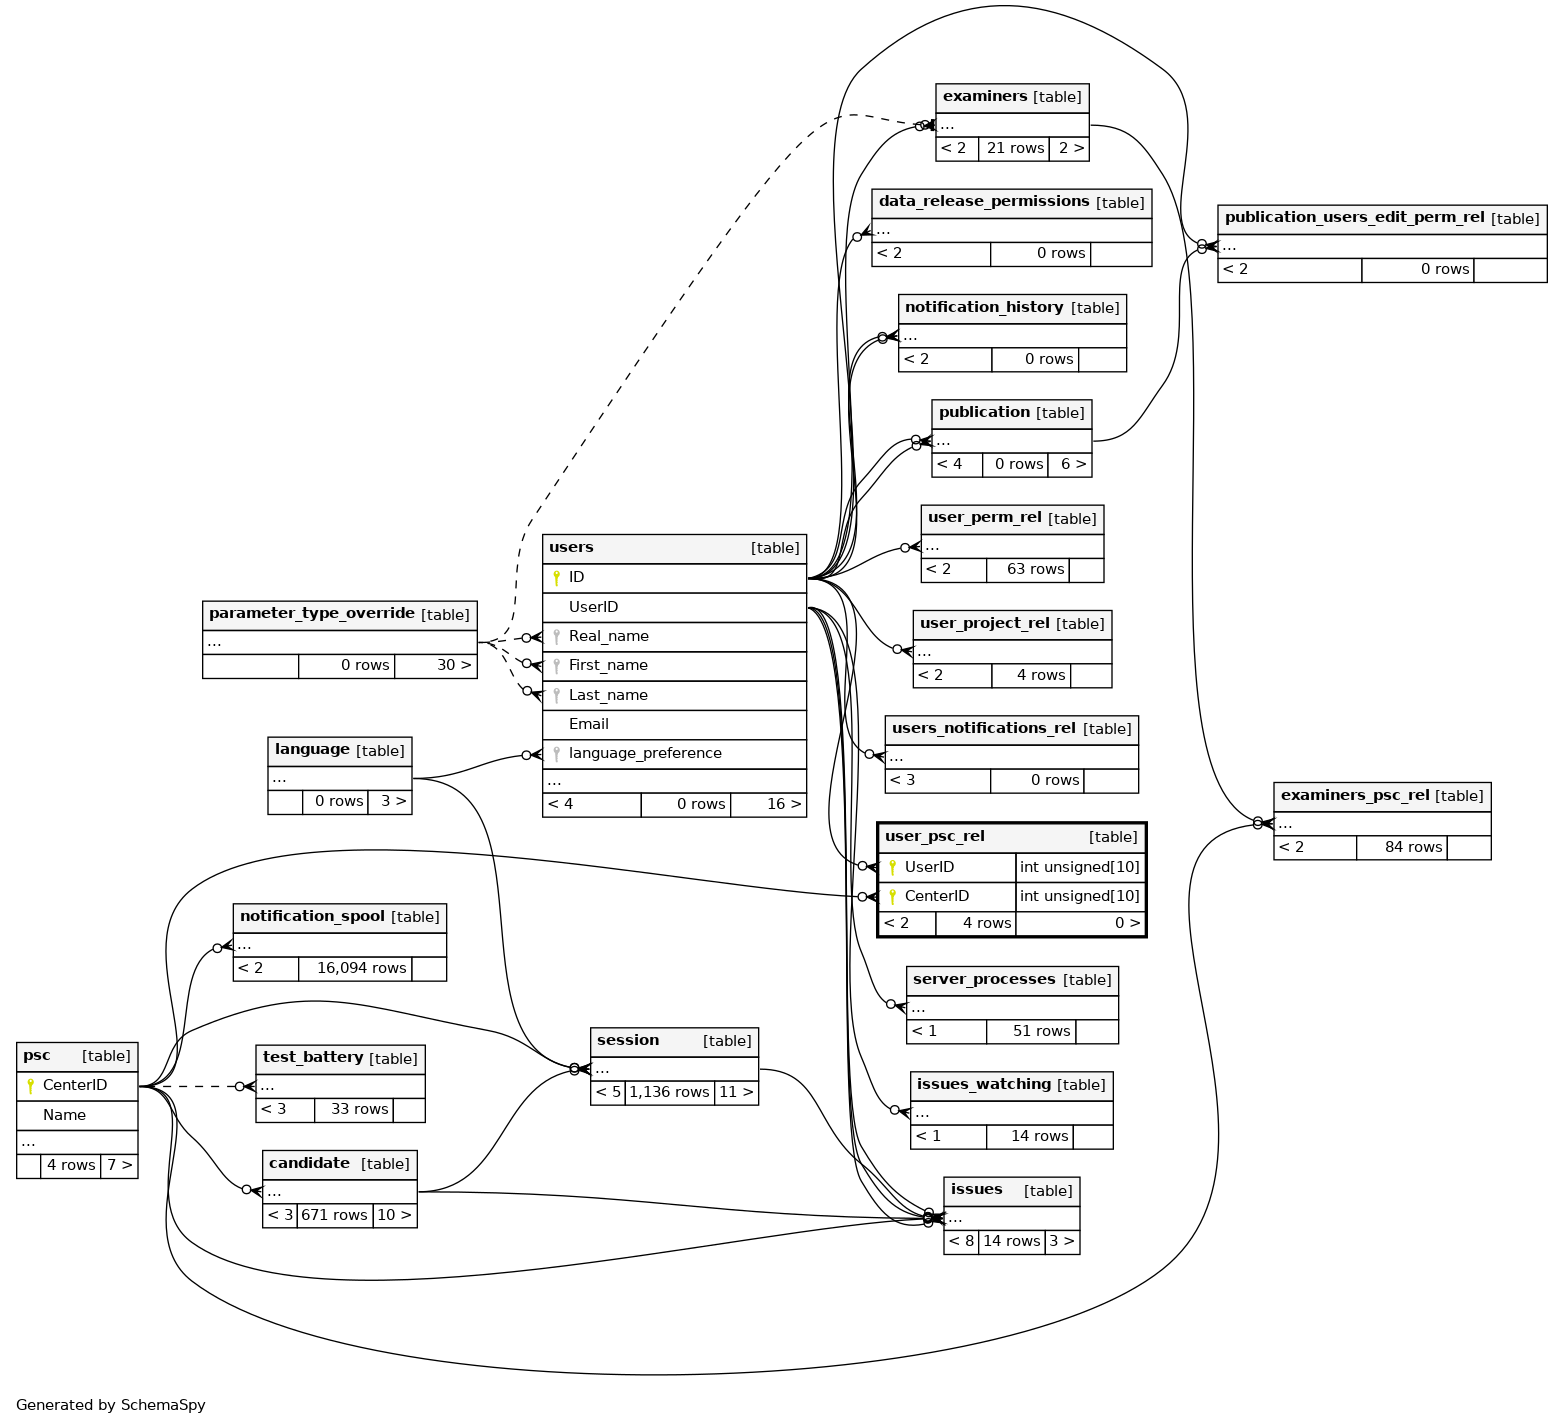 examiners [table]
...
< 2 21 rows 2 >
data_release_permissions [table]
...
< 2 0 rows
publication_users_edit_perm_rel [table]
...
< 2 0 rows
notification_history [table]
...
< 2 0 rows
publication [table]
...
< 4 0 rows 6 >
user_perm_rel [table]
...
< 2 63 rows
users [table]
ID
UserID
Real_name
First_name
Last_name
Email
language_preference
...
< 4 0 rows 16 >
parameter_type_override [table]
...
0 rows 30 >
user_project_rel [table]
...
< 2 4 rows
users_notifications_rel [table]
...
< 3 0 rows
language [table]
...
0 rows 3 >
examiners_psc_rel [table]
...
< 2 84 rows
user_psc_rel [table]
UserID int unsigned[10]
CenterID int unsigned[10]
< 2 4 rows 0 >
notification_spool [table]
...
< 2 16,094 rows
server_processes [table]
...
< 1 51 rows
session [table]
...
< 5 1,136 rows 11 >
psc [table]
CenterID
Name
...
4 rows 7 >
test_battery [table]
...
< 3 33 rows
issues_watching [table]
...
< 1 14 rows
candidate [table]
...
< 3 671 rows 10 >
issues [table]
...
< 8 14 rows 3 >
Generated by SchemaSpy